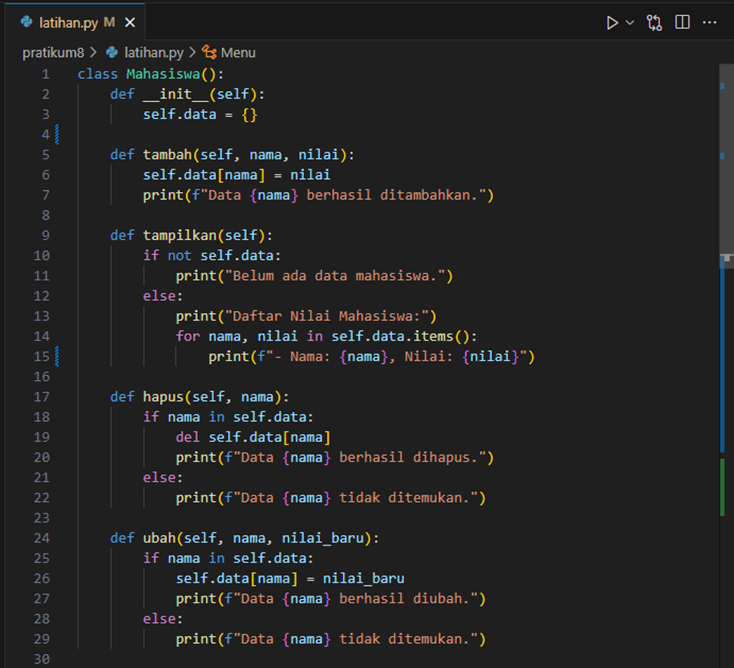 latihan.py M
pratikum8 > latihan.py > Menu
1 class Mahasiswa():
2     def __init__(self):
3         self.data = {}
4
5     def tambah(self, nama, nilai):
6         self.data[nama] = nilai
7         print(f"Data {nama} berhasil ditambahkan.")
8
9     def tampilkan(self):
10         if not self.data:
11             print("Belum ada data mahasiswa.")
12         else:
13             print("Daftar Nilai Mahasiswa:")
14             for nama, nilai in self.data.items():
15                 print(f"- Nama: {nama}, Nilai: {nilai}")
16
17     def hapus(self, nama):
18         if nama in self.data:
19             del self.data[nama]
20             print(f"Data {nama} berhasil dihapus.")
21         else:
22             print(f"Data {nama} tidak ditemukan.")
23
24     def ubah(self, nama, nilai_baru):
25         if nama in self.data:
26             self.data[nama] = nilai_baru
27             print(f"Data {nama} berhasil diubah.")
28         else:
29             print(f"Data {nama} tidak ditemukan.")
30